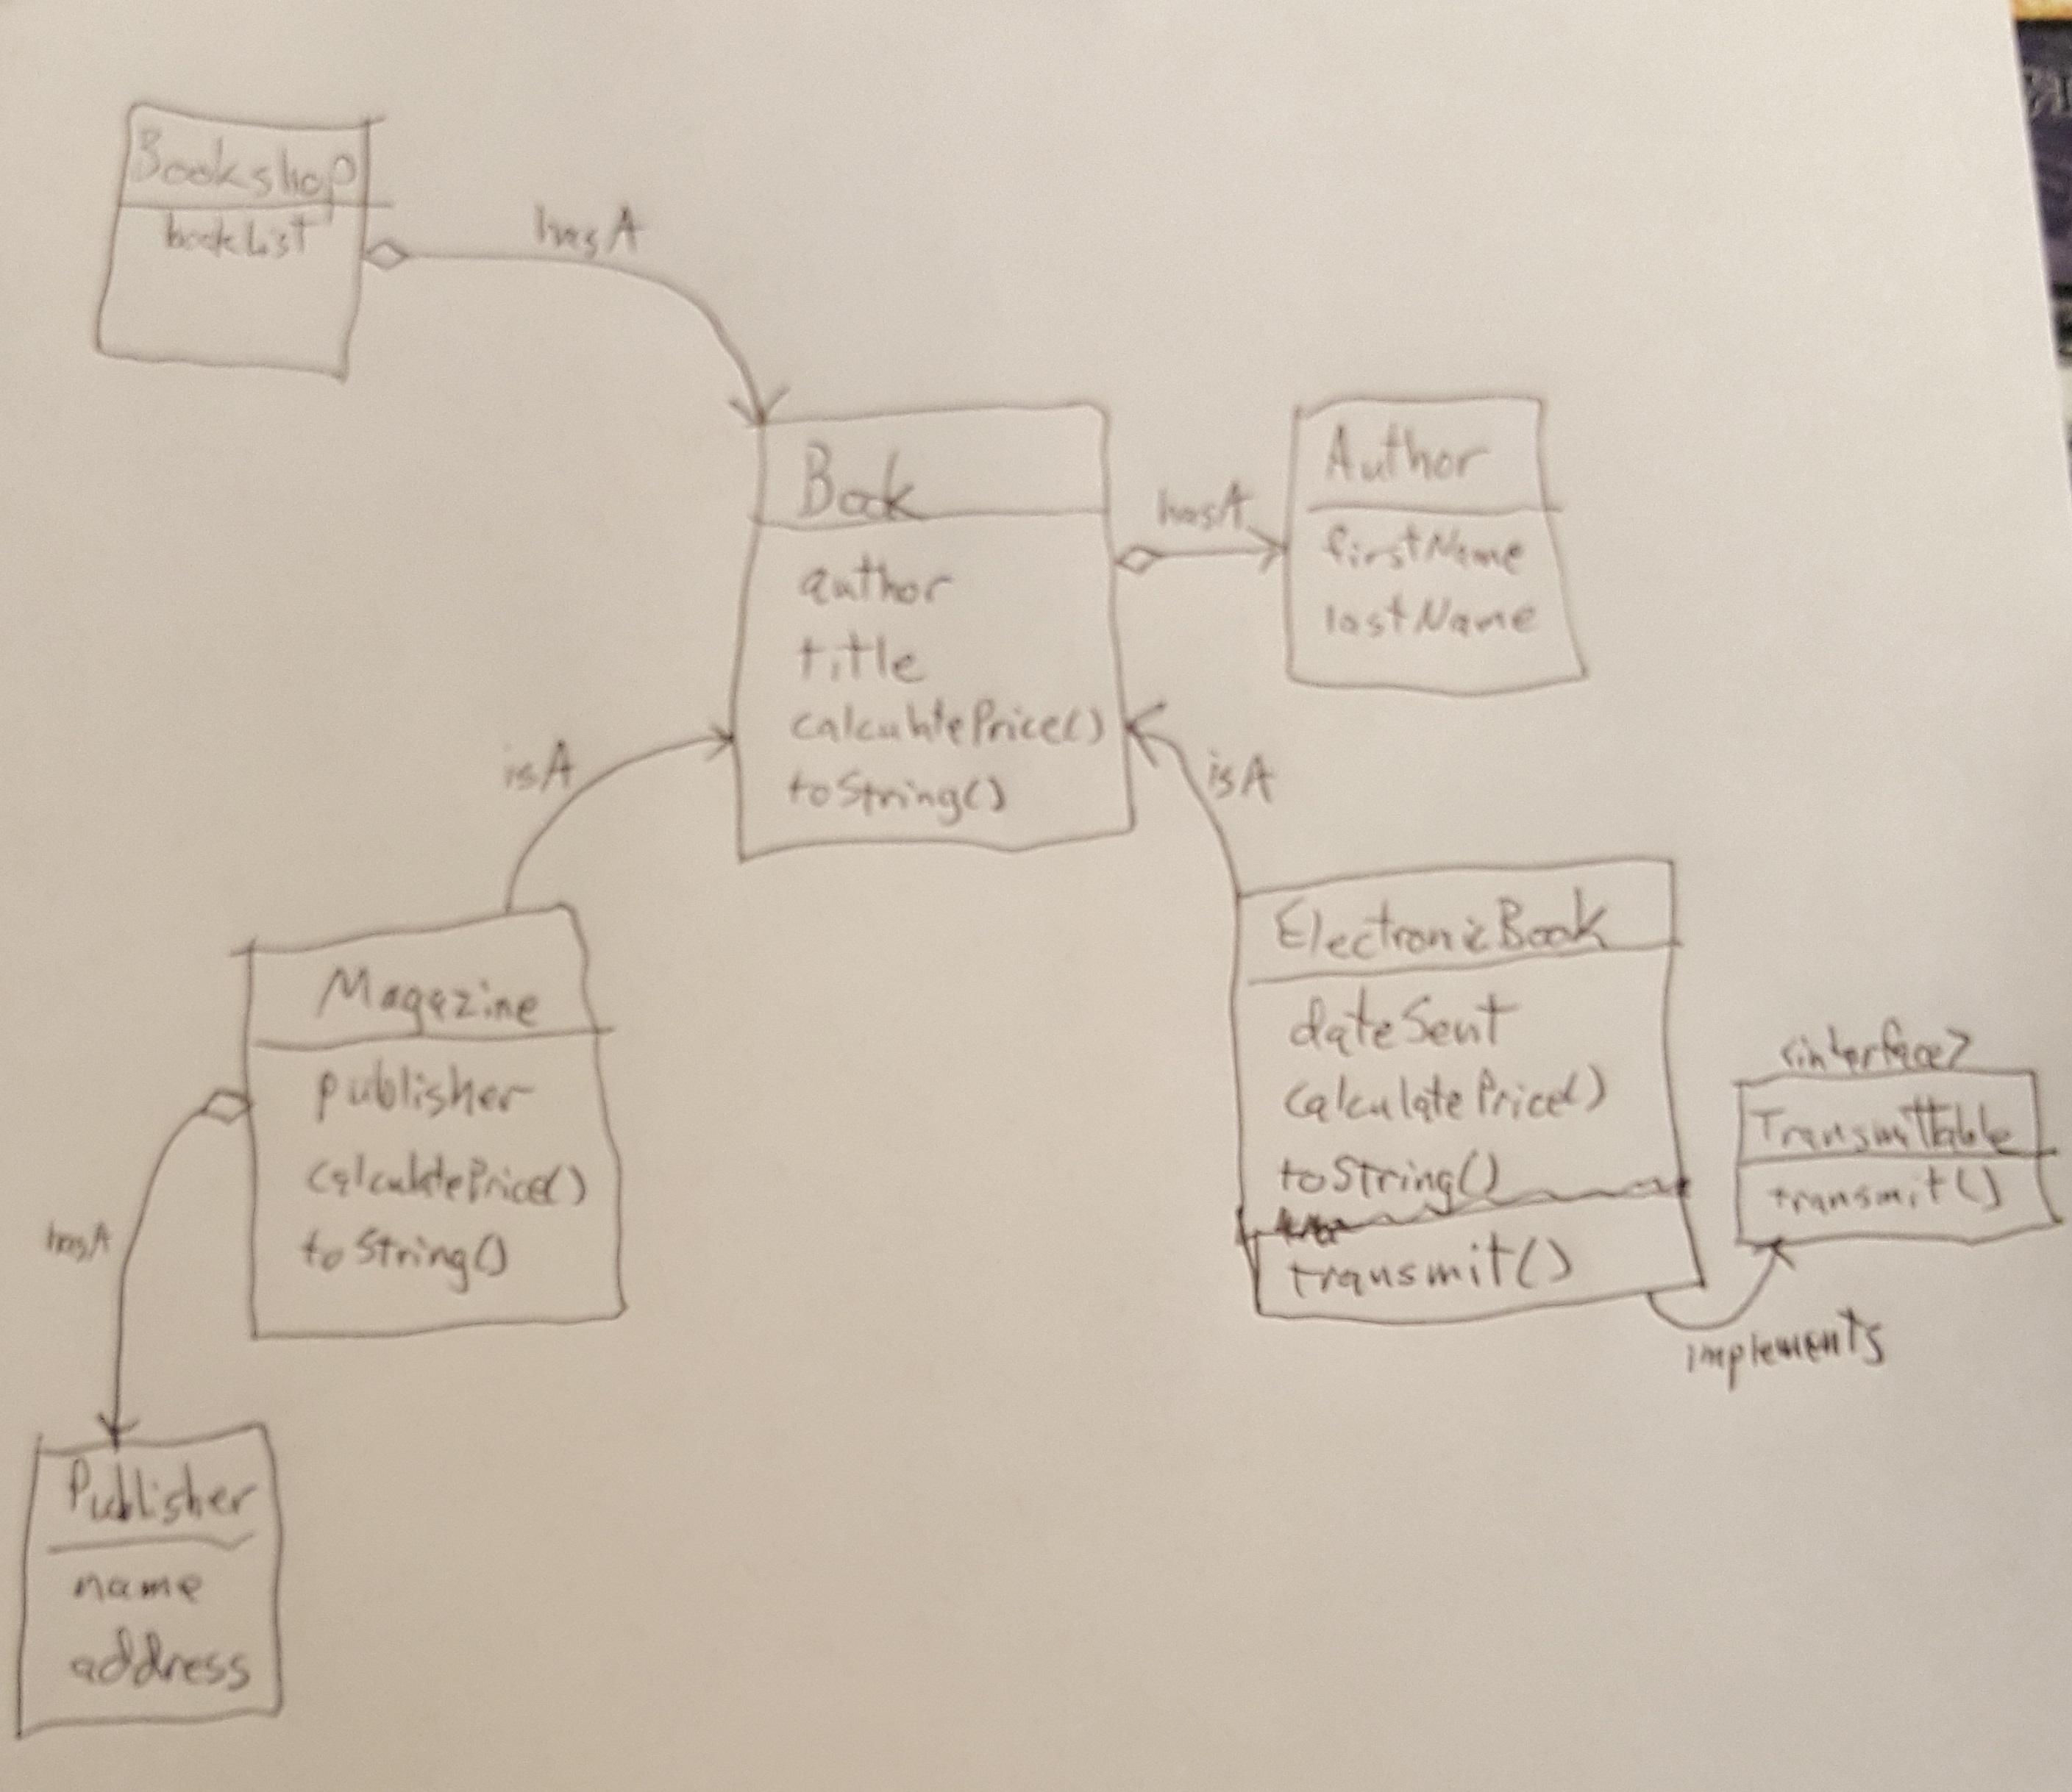 Bookshop
bookList
hasA
Book
author
title
calculatePrice()
toString()
hasA
Author
firstName
lastName
isA
isA
Magazine
publisher
calculatePrice()
toString()
hasA
Publisher
name
address
ElectronicBook
dateSent
calculatePrice()
toString()
transmit()
<interface>
Transmittable
transmit()
implements